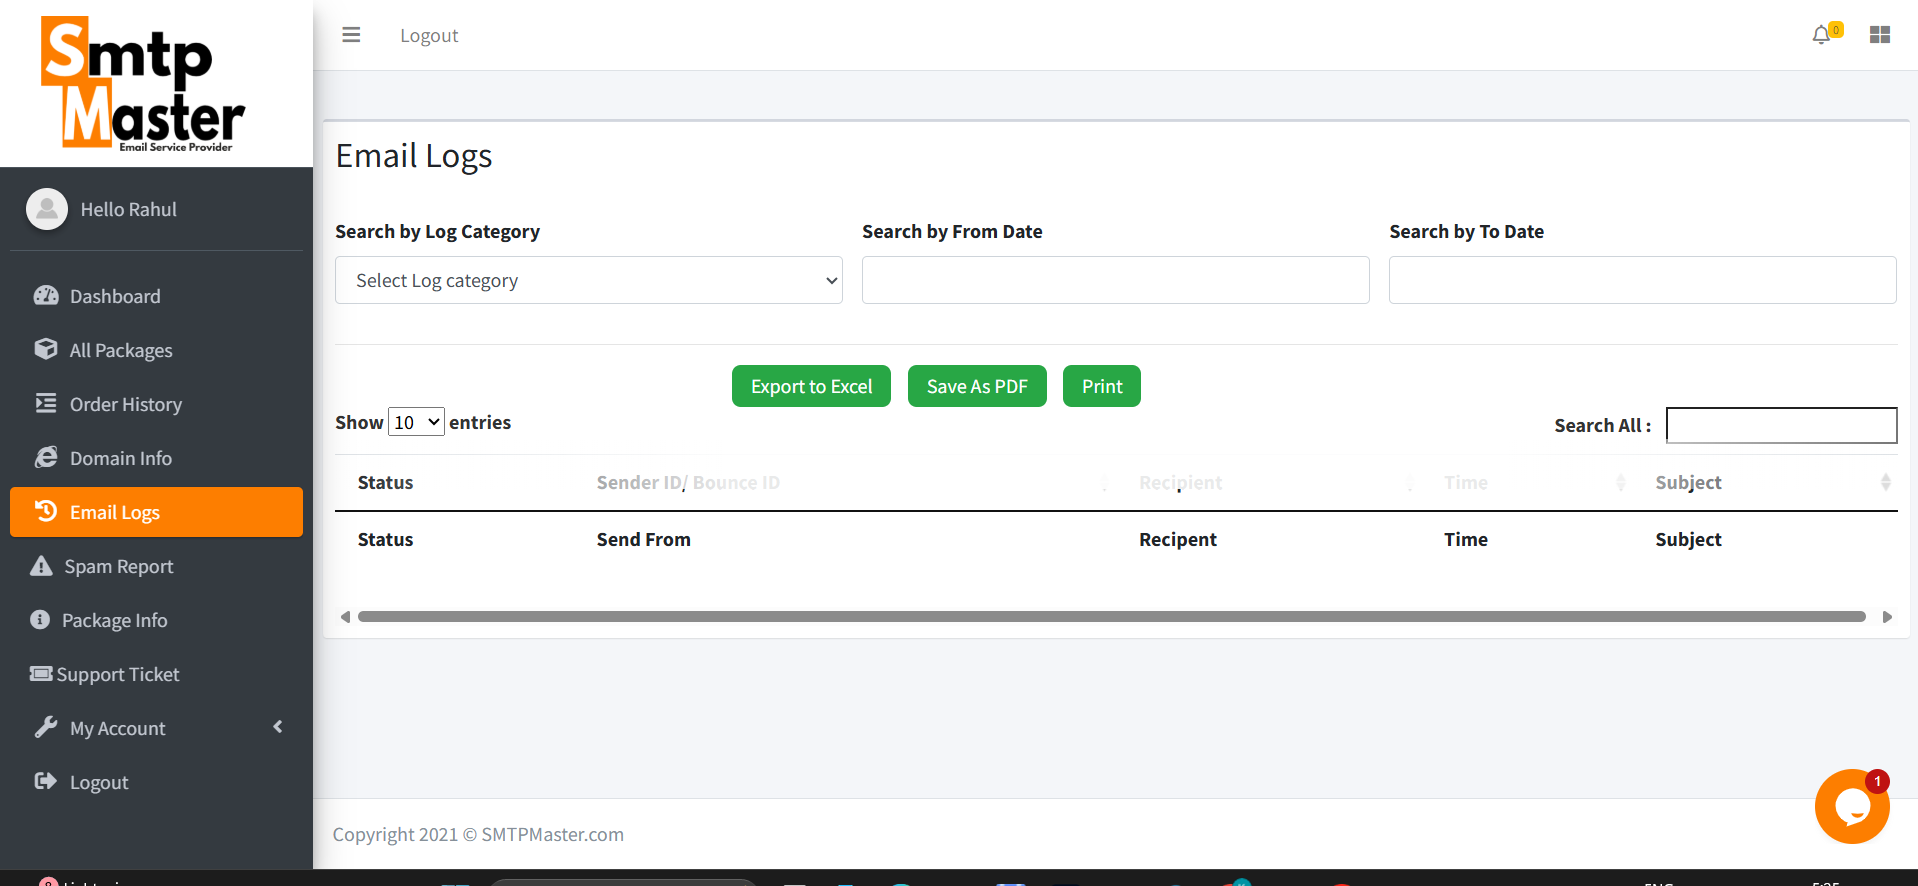 Smtp
Master
Email Service Provider
Hello Rahul
Dashboard
All Packages
Order History
Domain Info
Email Logs
Spam Report
Package Info
Support Ticket
My Account
Logout
Logout
0
Email Logs
Search by Log Category
Search by From Date
Search by To Date
Select Log category
Export to Excel
Save As PDF
Print
Show 10 entries
Search All :
Status
Sender ID/ Bounce ID
Recipient
Time
Subject
Status
Send From
Recipent
Time
Subject
1
Copyright 2021 © SMTPMaster.com